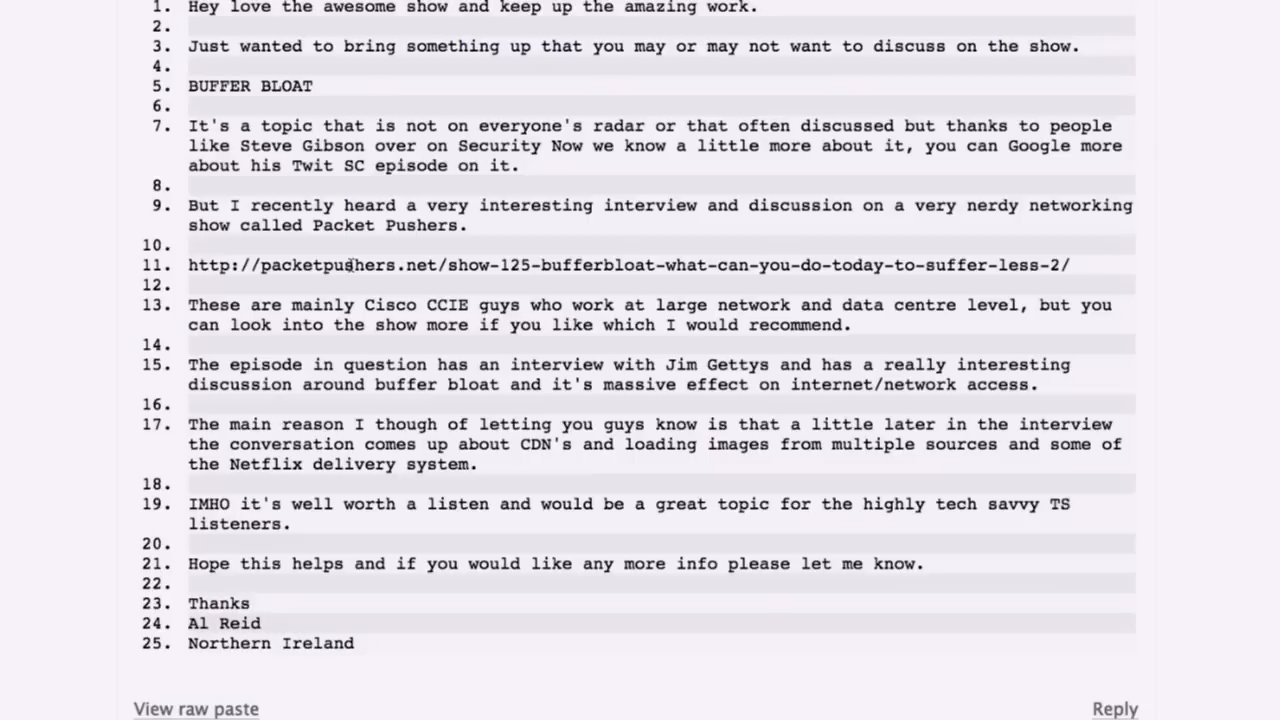 1. Hey love the awesome show and keep up the amazing work.
2.
3. Just wanted to bring something up that you may or may not want to discuss on the show.
4.
5. BUFFER BLOAT
6.
7. It's a topic that is not on everyone's radar or that often discussed but thanks to people
like Steve Gibson over on Security Now we know a little more about it, you can Google more
about his Twit SC episode on it.
8.
9. But I recently heard a very interesting interview and discussion on a very nerdy networking
show called Packet Pushers.
10.
11. http://packetpushers.net/show-125-bufferbloat-what-can-you-do-today-to-suffer-less-2/
12.
13. These are mainly Cisco CCIE guys who work at large network and data centre level, but you
can look into the show more if you like which I would recommend.
14.
15. The episode in question has an interview with Jim Gettys and has a really interesting
discussion around buffer bloat and it's massive effect on internet/network access.
16.
17. The main reason I though of letting you guys know is that a little later in the interview
the conversation comes up about CDN's and loading images from multiple sources and some of
the Netflix delivery system.
18.
19. IMHO it's well worth a listen and would be a great topic for the highly tech savvy TS
listeners.
20.
21. Hope this helps and if you would like any more info please let me know.
22.
23. Thanks
24. Al Reid
25. Northern Ireland
View raw paste
Reply